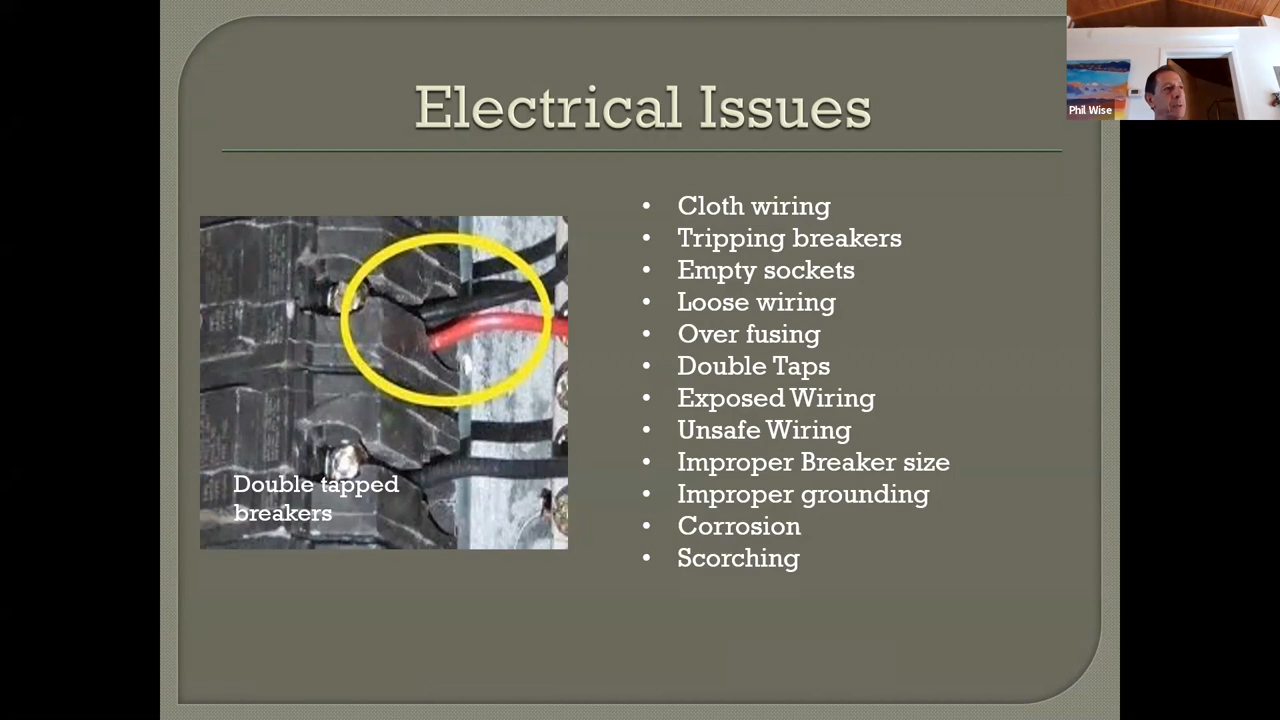 Electrical Issues
Phil Wise
Double tapped
breakers
• Cloth wiring
• Tripping breakers
• Empty sockets
• Loose wiring
• Over fusing
• Double Taps
• Exposed Wiring
• Unsafe Wiring
• Improper Breaker size
• Improper grounding
• Corrosion
• Scorching